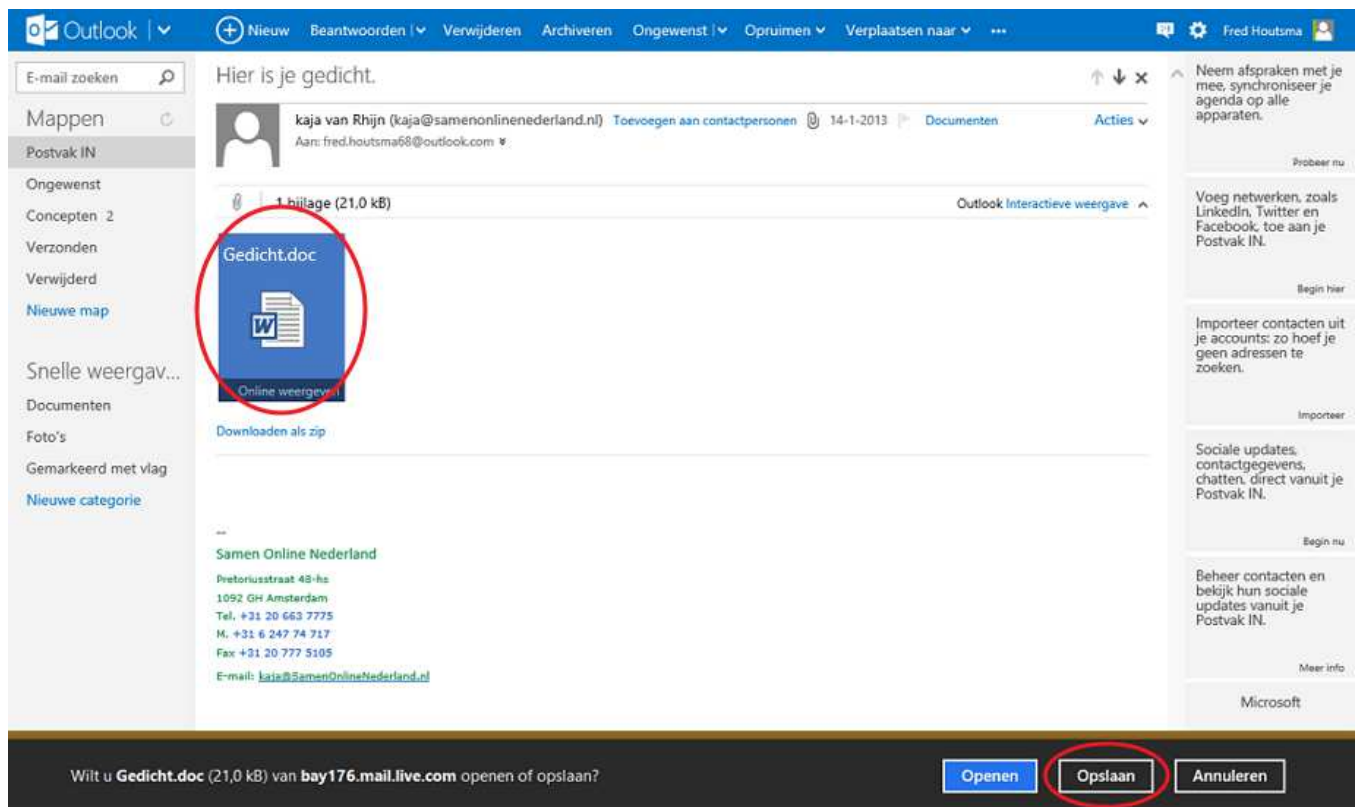 Outlook
Nieuw Beantwoorden Verwijderen Archiveren Ongewenst Opruimen Verplaatsen naar ...
Fred Houtsma
E-mail zoeken
Mappen
Postvak IN
Ongewenst
Concepten 2
Verzonden
Verwijderd
Nieuwe map
Snelle weergav...
Documenten
Foto's
Gemarkeerd met vlag
Nieuwe categorie
Hier is je gedicht.
kaja van Rhijn (kaja@samenonlinenederland.nl) Toevoegen aan contactpersonen 14-1-2013 Documenten Acties
Aan: fred.houtsma68@outlook.com
1 bijlage (21,0 kB)
Outlook Interactieve weergave
Gedicht.doc
Online weergeven
Downloaden als zip
--
Samen Online Nederland
Pretoriusstraat 48-hs
1092 GH Amsterdam
Tel. +31 20 663 7775
M. +31 6 247 74 717
Fax +31 20 777 5105
E-mail: kaja@SamenOnlineNederland.nl
Neem afspraken met je
mee, synchroniseer je
agenda op alle
apparaten.
Probeer nu
Voeg netwerken, zoals
LinkedIn, Twitter en
Facebook, toe aan je
Postvak IN.
Begin hier
Importeer contacten uit
je accounts: zo hoef je
geen adressen te
zoeken.
Importeer
Sociale updates,
contactgegevens,
chatten, direct vanuit je
Postvak IN.
Begin nu
Beheer contacten en
bekijk hun sociale
updates vanuit je
Postvak IN.
Meer info
Microsoft
Wilt u Gedicht.doc (21,0 kB) van bay176.mail.live.com openen of opslaan?
Openen
Opslaan
Annuleren